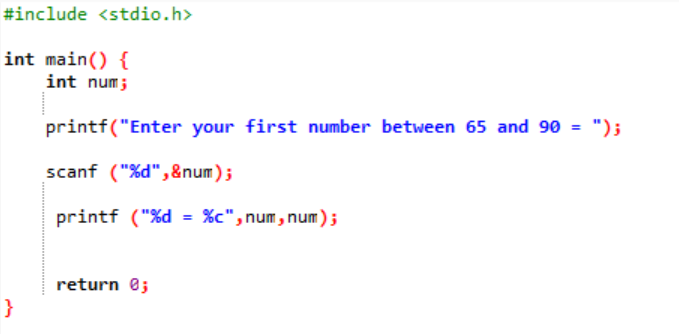 #include <stdio.h>
int main() {
int num;
printf("Enter your first number between 65 and 90 = ");
scanf ("%d",&num);
printf ("%d = %c",num,num);
return 0;
}